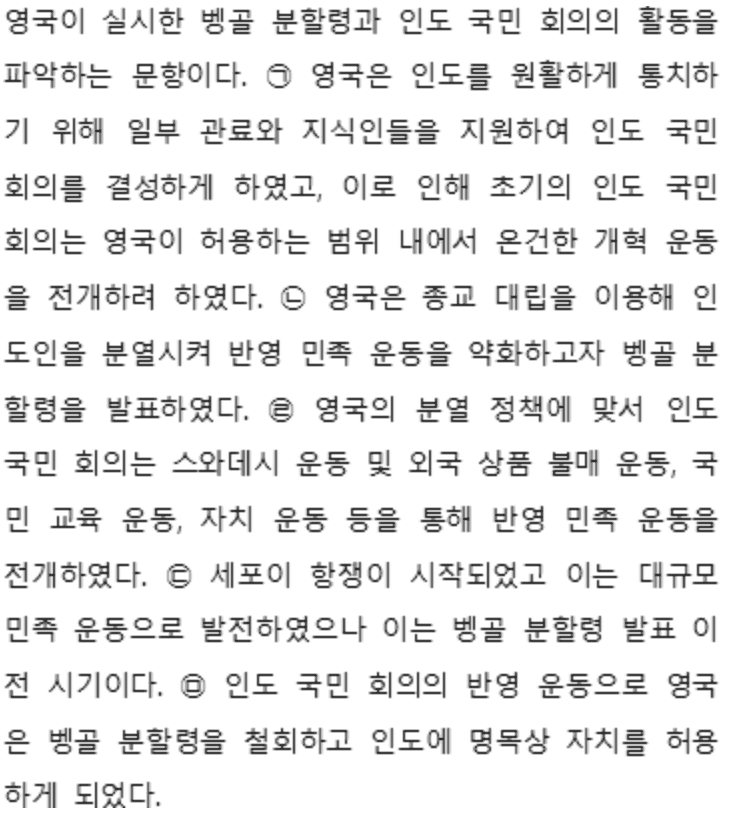 영국이 실시한 벵골 분할령과 인도 국민 회의의 활동을
파악하는 문항이다. ㉠ 영국은 인도를 원활하게 통치하
기 위해 일부 관료와 지식인들을 지원하여 인도 국민
회의를 결성하게 하였고, 이로 인해 초기의 인도 국민
회의는 영국이 허용하는 범위 내에서 온건한 개혁 운동
을 전개하려 하였다. ㉡ 영국은 종교 대립을 이용해 인
도인을 분열시켜 반영 민족 운동을 약화하고자 벵골 분
할령을 발표하였다. ㉣ 영국의 분열 정책에 맞서 인도
국민 회의는 스와데시 운동 및 외국 상품 불매 운동, 국
민 교육 운동, 자치 운동 등을 통해 반영 민족 운동을
전개하였다. ㉢ 세포이 항쟁이 시작되었고 이는 대규모
민족 운동으로 발전하였으나 이는 벵골 분할령 발표 이
전 시기이다. ㉤ 인도 국민 회의의 반영 운동으로 영국
은 벵골 분할령을 철회하고 인도에 명목상 자치를 허용
하게 되었다.